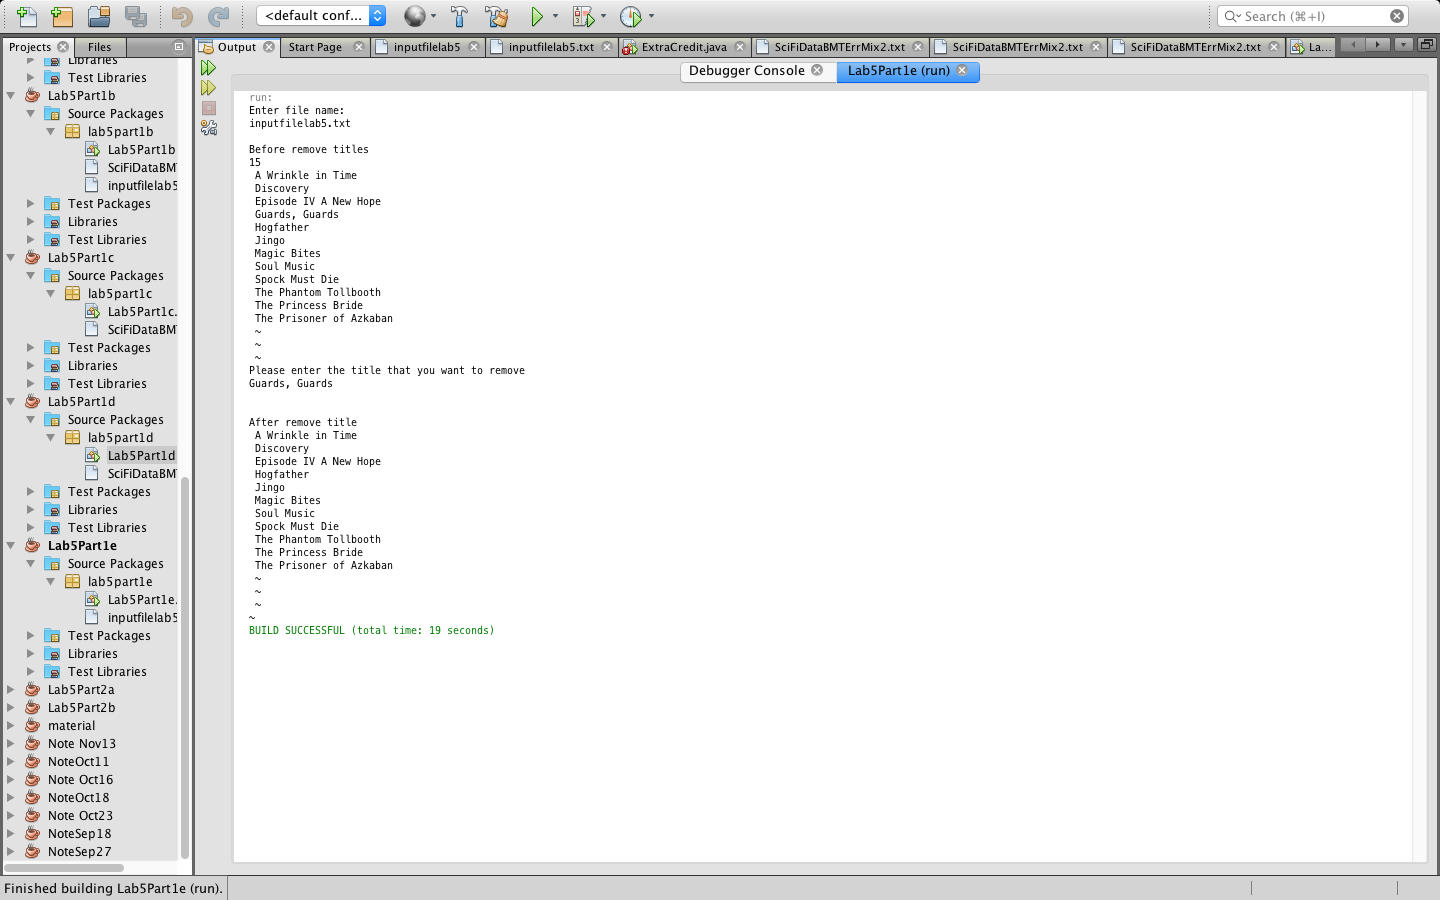 <default conf...
Search (⌘+I)
Projects
Files
Output
Start Page
inputfilelab5
inputfilelab5.txt
ExtraCredit.java
SciFiDataBMTErrMix2.txt
SciFiDataBMTErrMix2.txt
SciFiDataBMTErrMix2.txt
La...
Debugger Console
Lab5Part1e (run)
Libraries
Test Libraries
Lab5Part1b
Source Packages
lab5part1b
Lab5Part1b
SciFiDataBM
inputfilelab5
Test Packages
Libraries
Test Libraries
Lab5Part1c
Source Packages
lab5part1c
Lab5Part1c.
SciFiDataBM
Test Packages
Libraries
Test Libraries
Lab5Part1d
Source Packages
lab5part1d
Lab5Part1d
SciFiDataBM
Test Packages
Libraries
Test Libraries
Lab5Part1e
Source Packages
lab5part1e
Lab5Part1e.
inputfilelab5
Test Packages
Libraries
Test Libraries
Lab5Part2a
Lab5Part2b
material
Note Nov13
NoteOct11
Note Oct16
NoteOct18
Note Oct23
NoteSep18
NoteSep27
run:
Enter file name:
inputfilelab5.txt
Before remove titles
15
A Wrinkle in Time
Discovery
Episode IV A New Hope
Guards, Guards
Hogfather
Jingo
Magic Bites
Soul Music
Spock Must Die
The Phantom Tollbooth
The Princess Bride
The Prisoner of Azkaban
~
~
~
Please enter the title that you want to remove
Guards, Guards
After remove title
A Wrinkle in Time
Discovery
Episode IV A New Hope
Hogfather
Jingo
Magic Bites
Soul Music
Spock Must Die
The Phantom Tollbooth
The Princess Bride
The Prisoner of Azkaban
~
~
~
~
BUILD SUCCESSFUL (total time: 19 seconds)
Finished building Lab5Part1e (run).